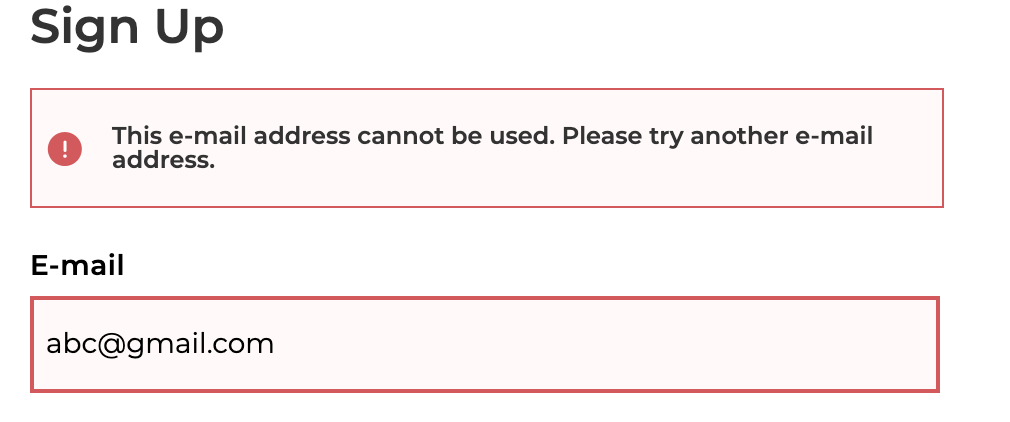 Sign Up
This e-mail address cannot be used. Please try another e-mail
address.
E-mail
abc@gmail.com